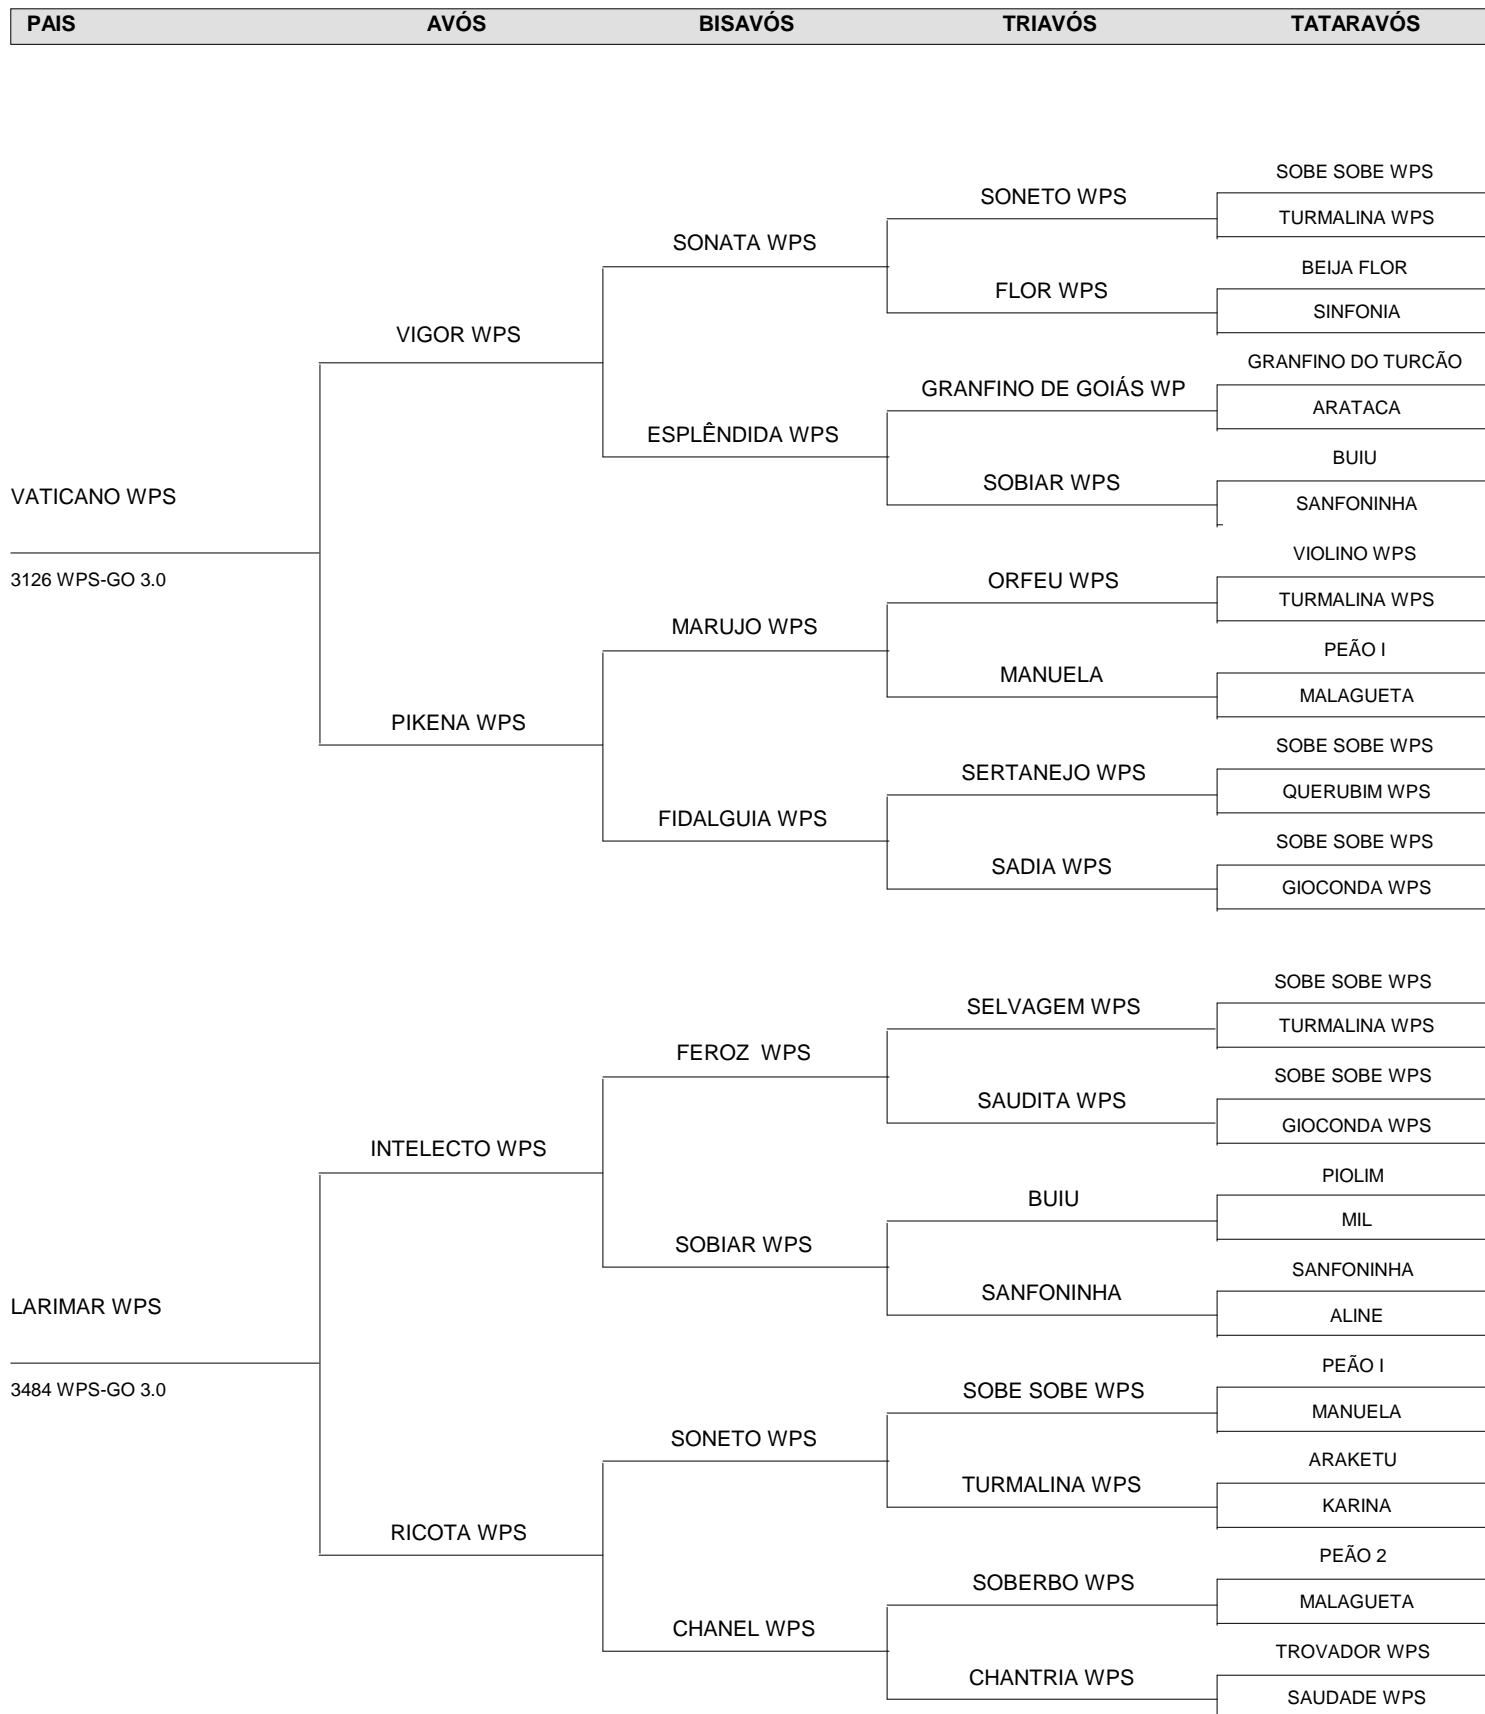 PAIS AVÓS BISAVÓS TRIAVÓS TATARAVÓS
SOBE SOBE WPS
SONETO WPS
TURMALINA WPS
SONATA WPS
BEIJA FLOR
FLOR WPS
SINFONIA
VIGOR WPS
GRANFINO DO TURCÃO
GRANFINO DE GOIÁS WP
ARATACA
ESPLÊNDIDA WPS
BUIU
SOBIAR WPS
VATICANO WPS
SANFONINHA
VIOLINO WPS
3126 WPS-GO 3.0
ORFEU WPS
TURMALINA WPS
MARUJO WPS
PEÃO I
MANUELA
MALAGUETA
PIKENA WPS
SOBE SOBE WPS
SERTANEJO WPS
QUERUBIM WPS
FIDALGUIA WPS
SOBE SOBE WPS
SADIA WPS
GIOCONDA WPS
SOBE SOBE WPS
SELVAGEM WPS
TURMALINA WPS
FEROZ  WPS
SOBE SOBE WPS
SAUDITA WPS
GIOCONDA WPS
INTELECTO WPS
PIOLIM
BUIU
MIL
SOBIAR WPS
SANFONINHA
SANFONINHA
LARIMAR WPS
ALINE
PEÃO I
3484 WPS-GO 3.0
SOBE SOBE WPS
MANUELA
SONETO WPS
ARAKETU
TURMALINA WPS
KARINA
RICOTA WPS
PEÃO 2
SOBERBO WPS
MALAGUETA
CHANEL WPS
TROVADOR WPS
CHANTRIA WPS
SAUDADE WPS